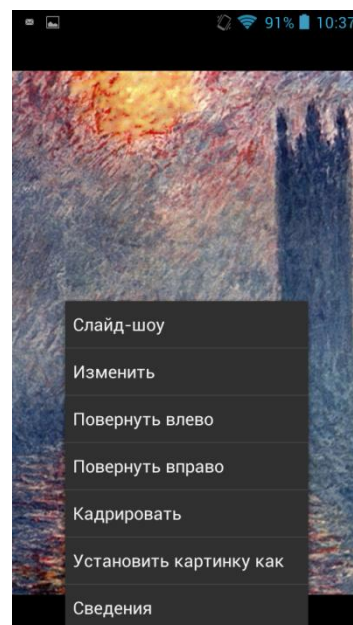 91% 10:37
Слайд-шоу
Изменить
Повернуть влево
Повернуть вправо
Кадрировать
Установить картинку как
Сведения